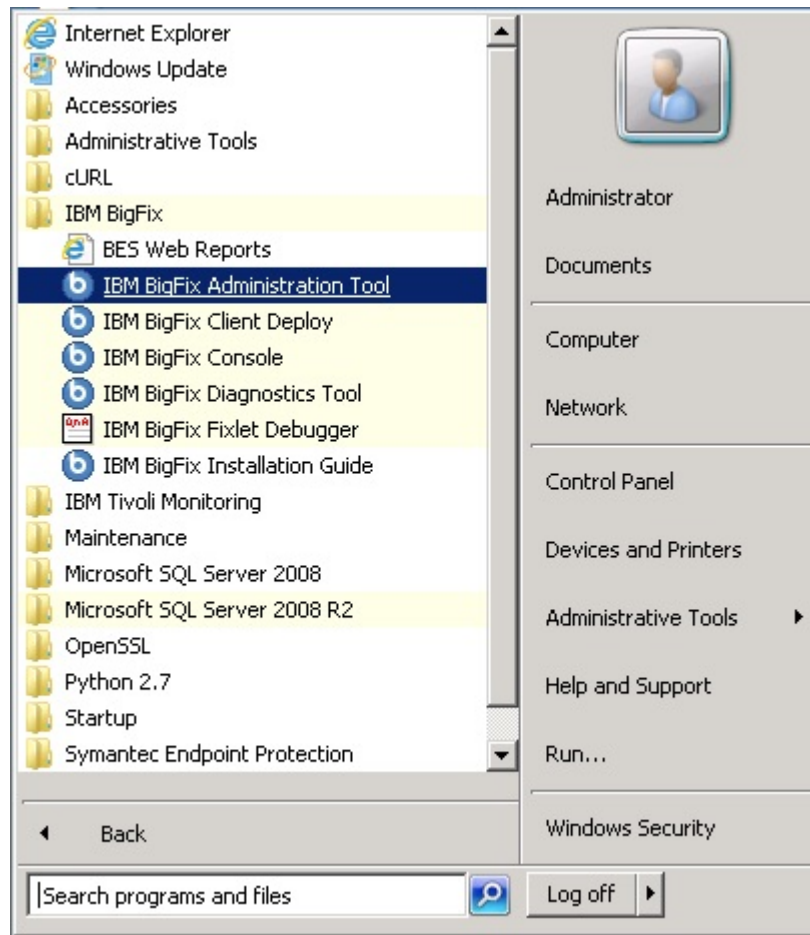 Internet Explorer
Windows Update
Accessories
Administrative Tools
cURL
IBM BigFix
BES Web Reports
IBM BigFix Administration Tool
IBM BigFix Client Deploy
IBM BigFix Console
IBM BigFix Diagnostics Tool
IBM BigFix Fixlet Debugger
IBM BigFix Installation Guide
IBM Tivoli Monitoring
Maintenance
Microsoft SQL Server 2008
Microsoft SQL Server 2008 R2
OpenSSL
Python 2.7
Startup
Symantec Endpoint Protection
Back
Search programs and files
Administrator
Documents
Computer
Network
Control Panel
Devices and Printers
Administrative Tools
Help and Support
Run...
Windows Security
Log off